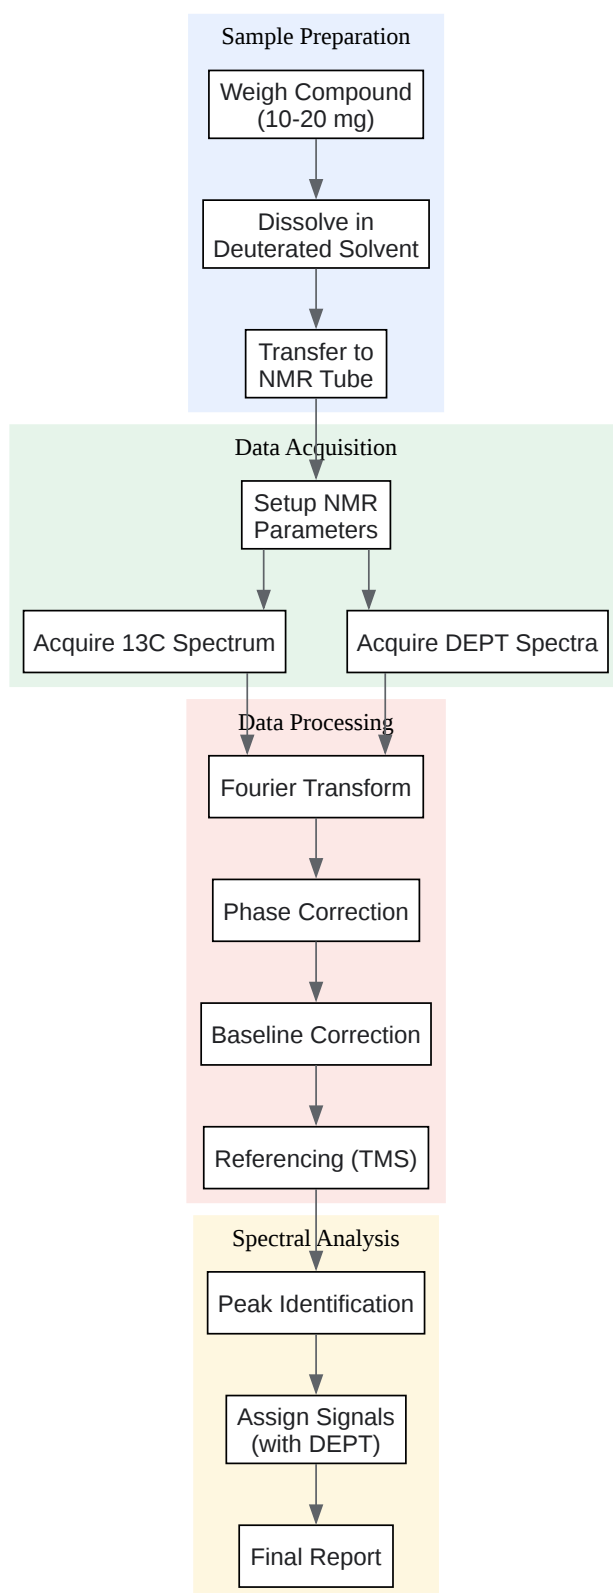 Sample Preparation
Weigh Compound
(10-20 mg)
Dissolve in
Deuterated Solvent
Transfer to
NMR Tube
Data Acquisition
Setup NMR
Parameters
Acquire 13C Spectrum
Acquire DEPT Spectra
Data Processing
Fourier Transform
Phase Correction
Baseline Correction
Referencing (TMS)
Spectral Analysis
Peak Identification
Assign Signals
(with DEPT)
Final Report